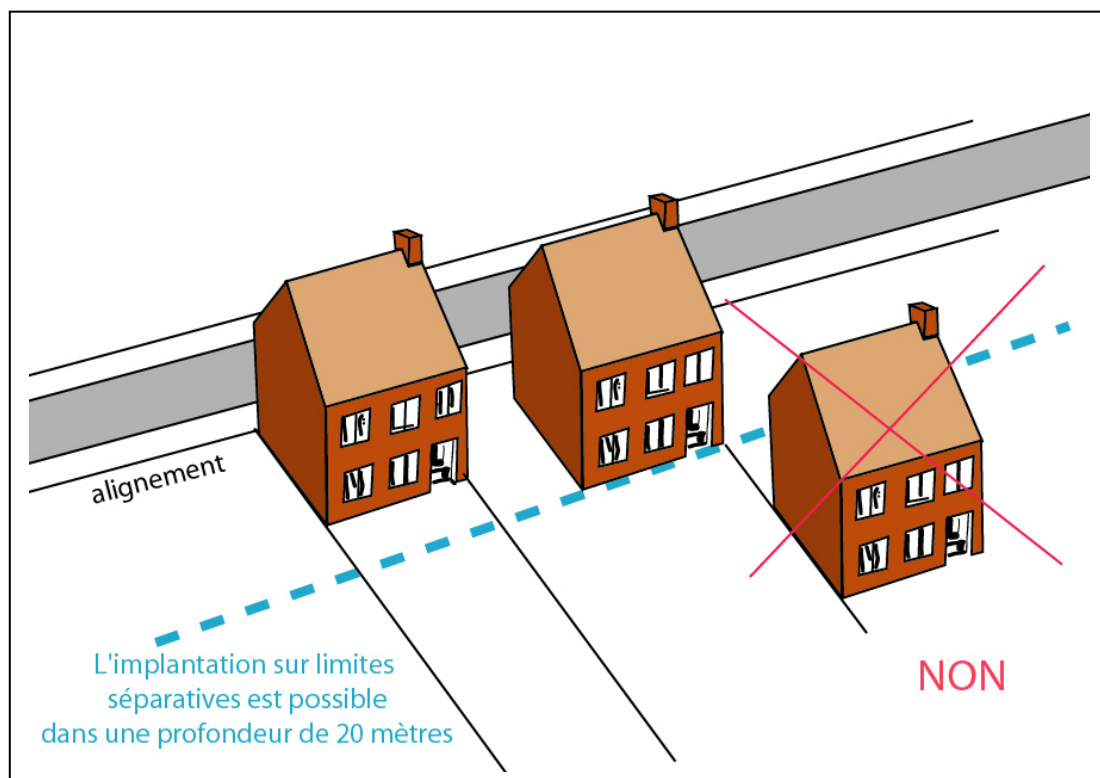 alignement
L'implantation sur limites
séparatives est possible
dans une profondeur de 20 mètres
NON